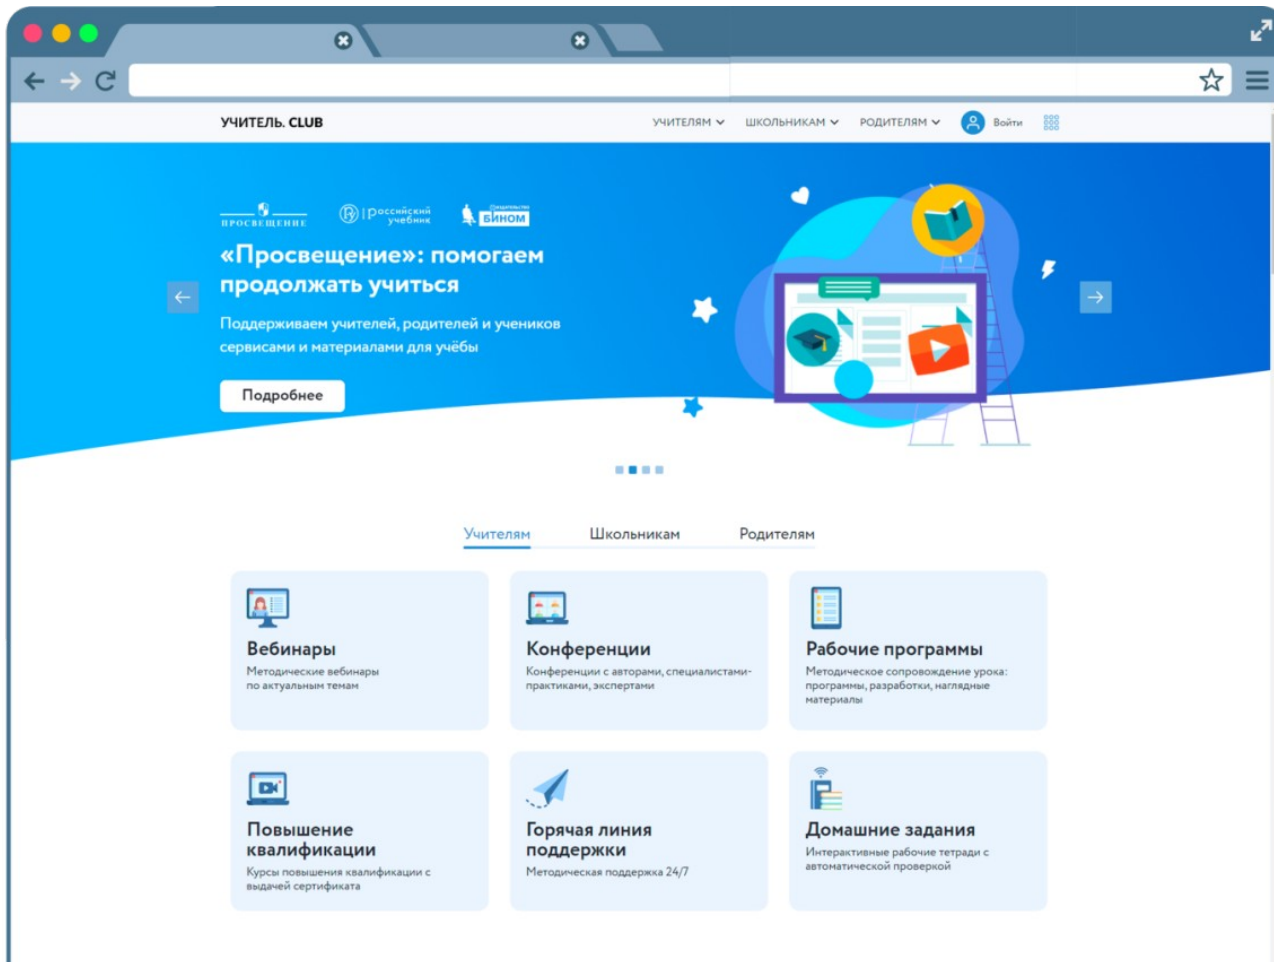 УЧИТЕЛЬ. CLUB
УЧИТЕЛЯМ
ШКОЛЬНИКАМ
РОДИТЕЛЯМ
Войти
ПРОСВЕЩЕНИЕ
российский
учебник
издательство
БИНОМ
«Просвещение»: помогаем
продолжать учиться
Поддерживаем учителей, родителей и учеников
сервисами и материалами для учёбы
Подробнее
Учителям
Школьникам
Родителям
Вебинары
Методические вебинары
по актуальным темам
Конференции
Конференции с авторами, специалистами-
практиками, экспертами
Рабочие программы
Методическое сопровождение урока:
программы, разработки, наглядные
материалы
Повышение
квалификации
Курсы повышения квалификации с
выдачей сертификата
Горячая линия
поддержки
Методическая поддержка 24/7
Домашние задания
Интерактивные рабочие тетради с
автоматической проверкой